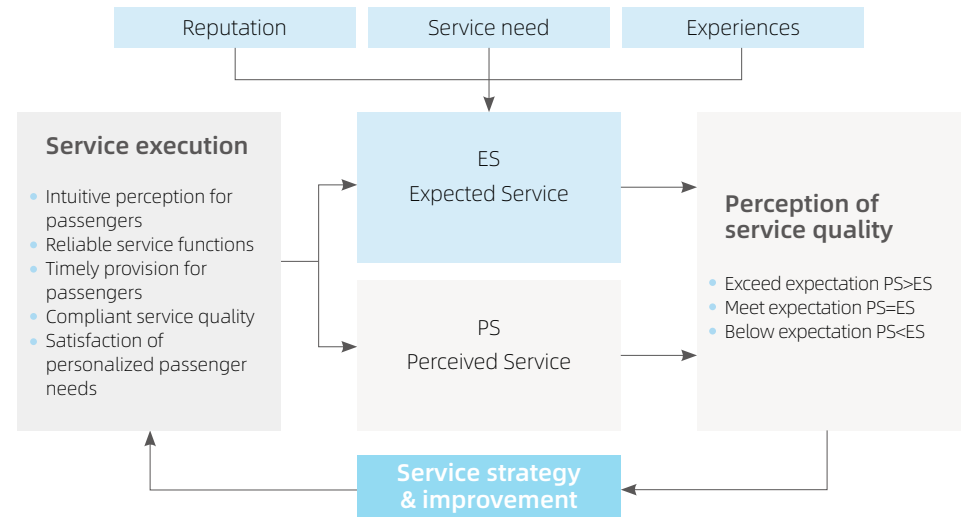 Reputation
Service need
Experiences
Service execution
Intuitive perception for
passengers
Reliable service functions
Timely provision for
passengers
Compliant service quality
Satisfaction of
personalized passenger
needs
ES
Expected Service
PS
Perceived Service
Perception of
service quality
Exceed expectation PS>ES
Meet expectation PS=ES
Below expectation PS<ES
Service strategy
& improvement